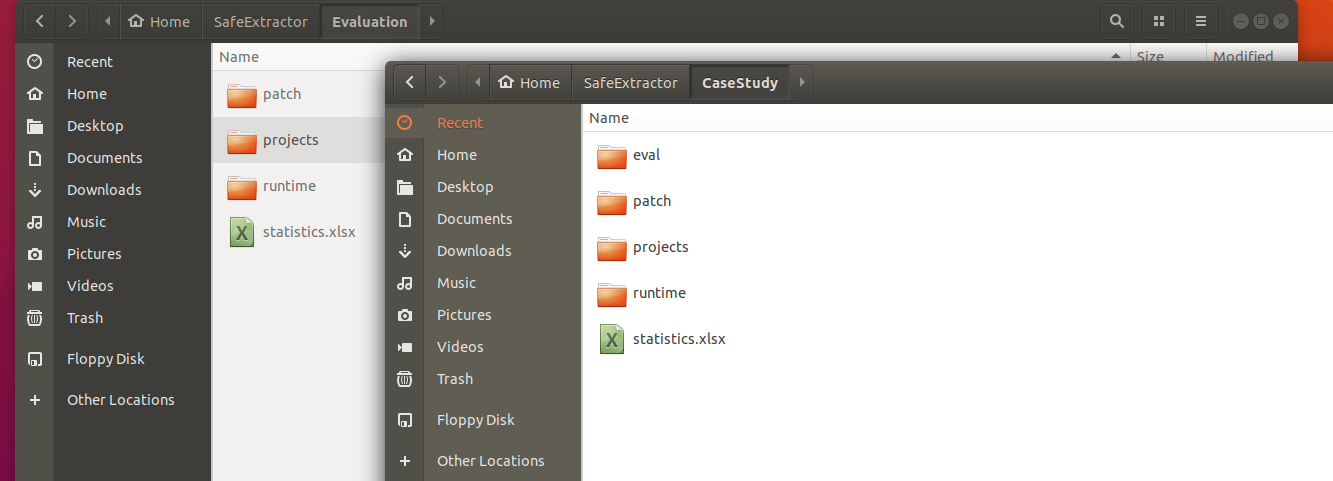 Home SafeExtractor Evaluation
Name Size Modified
Recent
Home
Desktop
Documents
Downloads
Music
Pictures
Videos
Trash
Floppy Disk
Other Locations
patch
projects
runtime
statistics.xlsx
Home SafeExtractor CaseStudy
Name
Recent
Home
Desktop
Documents
Downloads
Music
Pictures
Videos
Trash
Floppy Disk
Other Locations
eval
patch
projects
runtime
statistics.xlsx